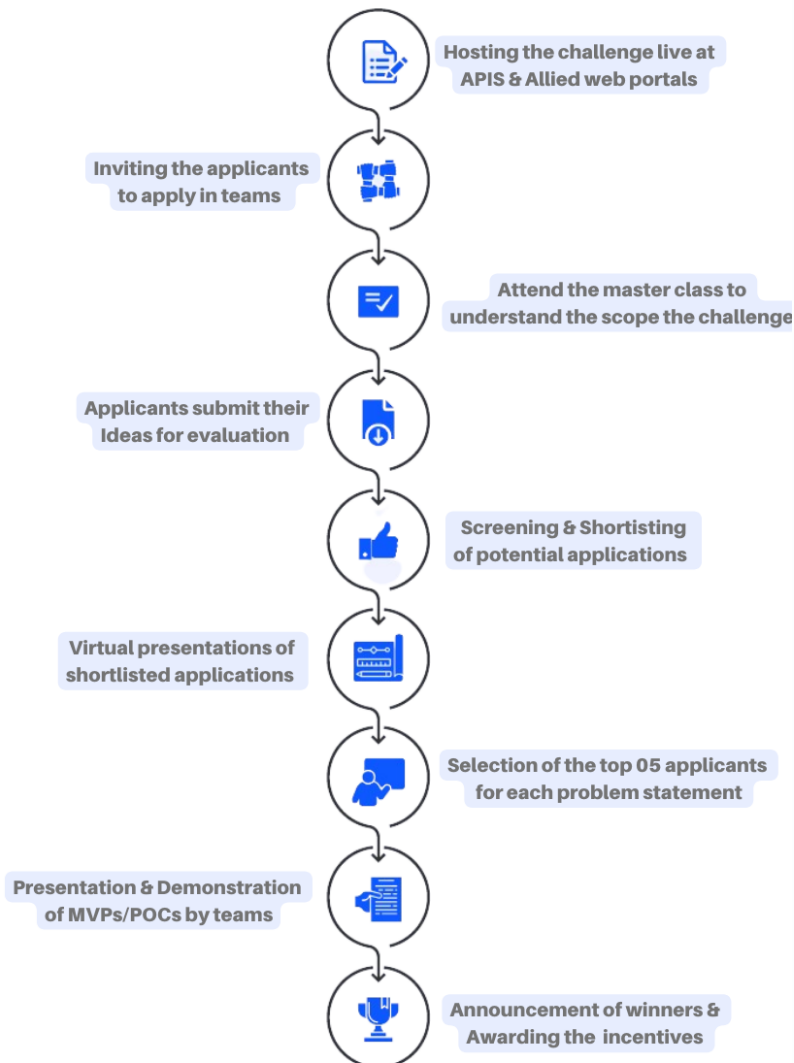 Hosting the challenge live at
APIS & Allied web portals
Inviting the applicants
to apply in teams
Attend the master class to
understand the scope the challenge
Applicants submit their
Ideas for evaluation
Screening & Shortisting
of potential applications
Virtual presentations of
shortlisted applications
Selection of the top 05 applicants
for each problem statement
Presentation & Demonstration
of MVPs/POCs by teams
Announcement of winners &
Awarding the incentives